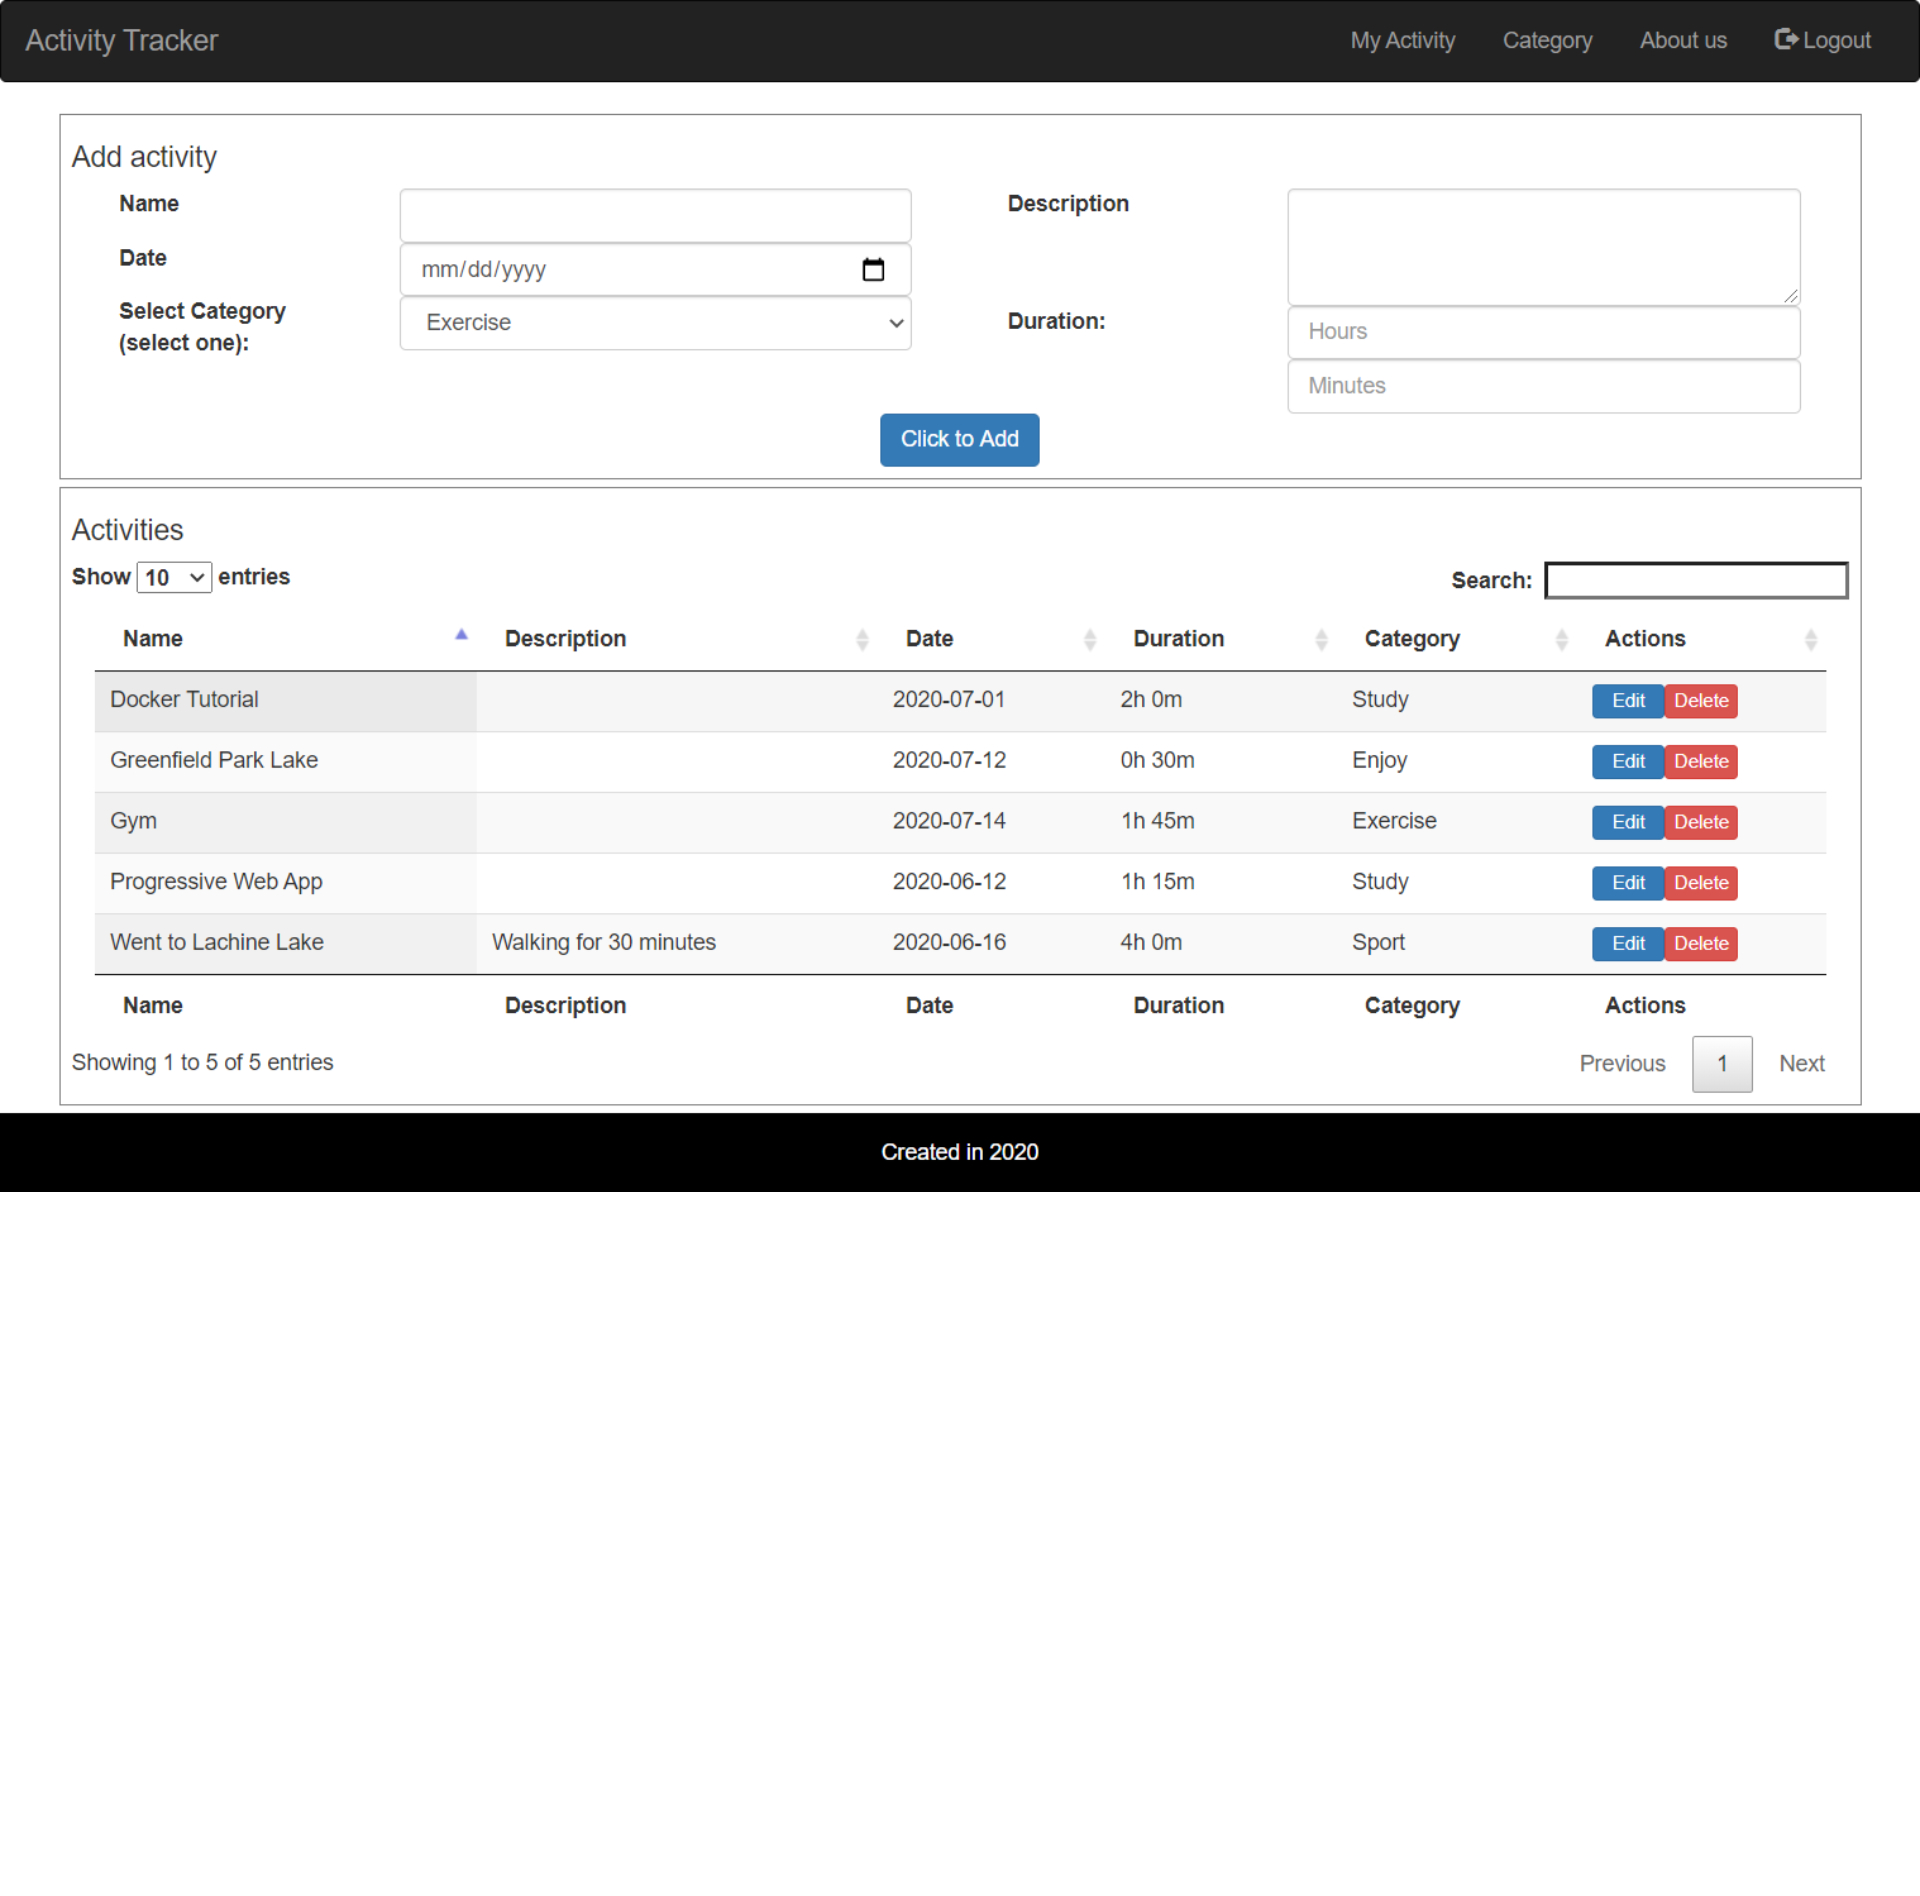 Activity Tracker My Activity Category About us Logout
Add activity
Name
Description
Date mm/dd/yyyy
Select Category
(select one):
Exercise
Duration: Hours
Minutes
Click to Add
Activities
Show 10 entries Search:
Name Description Date Duration Category Actions
Docker Tutorial 2020-07-01 2h 0m Study Edit Delete
Greenfield Park Lake 2020-07-12 0h 30m Enjoy Edit Delete
Gym 2020-07-14 1h 45m Exercise Edit Delete
Progressive Web App 2020-06-12 1h 15m Study Edit Delete
Went to Lachine Lake Walking for 30 minutes 2020-06-16 4h 0m Sport Edit Delete
Name Description Date Duration Category Actions
Showing 1 to 5 of 5 entries Previous 1 Next
Created in 2020